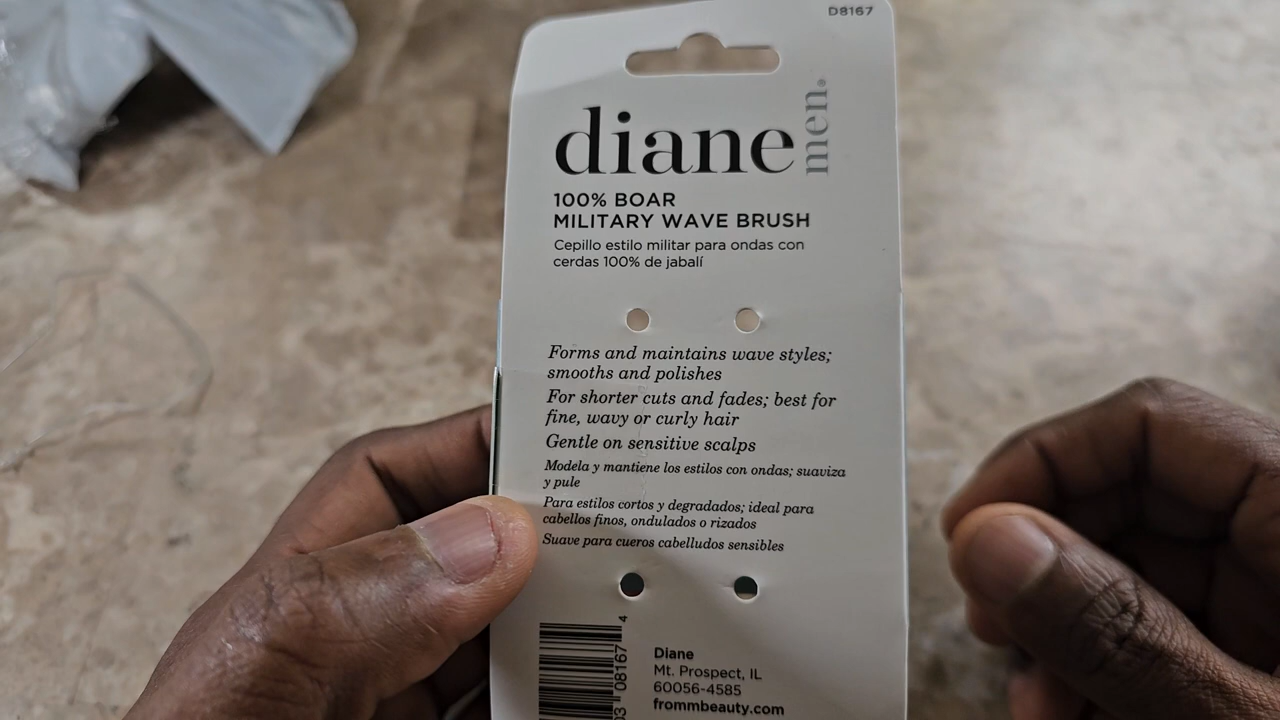 D8167
diane men®
100% BOAR
MILITARY WAVE BRUSH
Cepillo estilo militar para ondas con
cerdas 100% de jabalí
Forms and maintains wave styles;
smooths and polishes
For shorter cuts and fades; best for
fine, wavy or curly hair
Gentle on sensitive scalps
Modela y mantiene los estilos con ondas; suaviza
y pule
Para estilos cortos y degradados; ideal para
cabellos finos, ondulados o rizados
Suave para cueros cabelludos sensibles
08167 4
Diane
Mt. Prospect, IL
60056-4585
frommbeauty.com